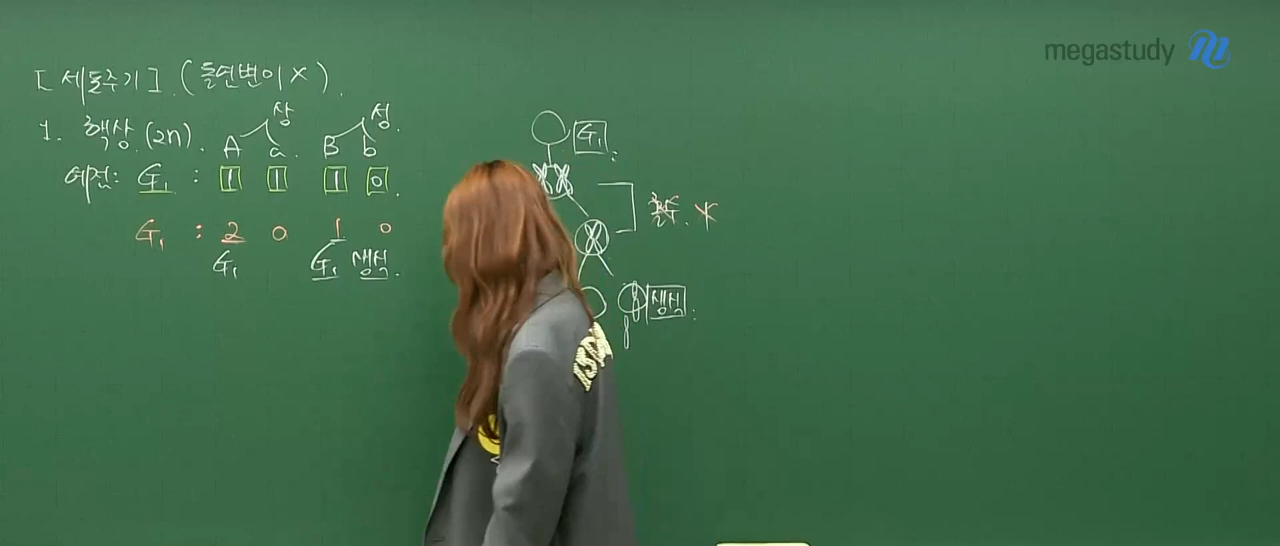 megastudy
[세포주기]. (돌연변이 X).
상 성.
1. 핵상.(2n). A a. B b
예전: G₁ : 1 1 1 0.
G₁ : 2 0 1 0
G₁ G₁ 생식.
G₁.
생식.